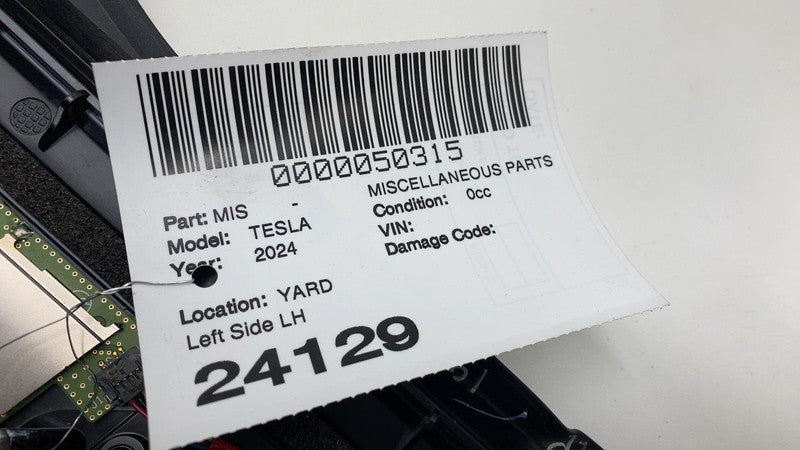 0000050315
Part: MIS - MISCELLANEOUS PARTS
Model: TESLA Condition: 0cc
Year: 2024 VIN:
Damage Code:
Location: YARD
Left Side LH
24129